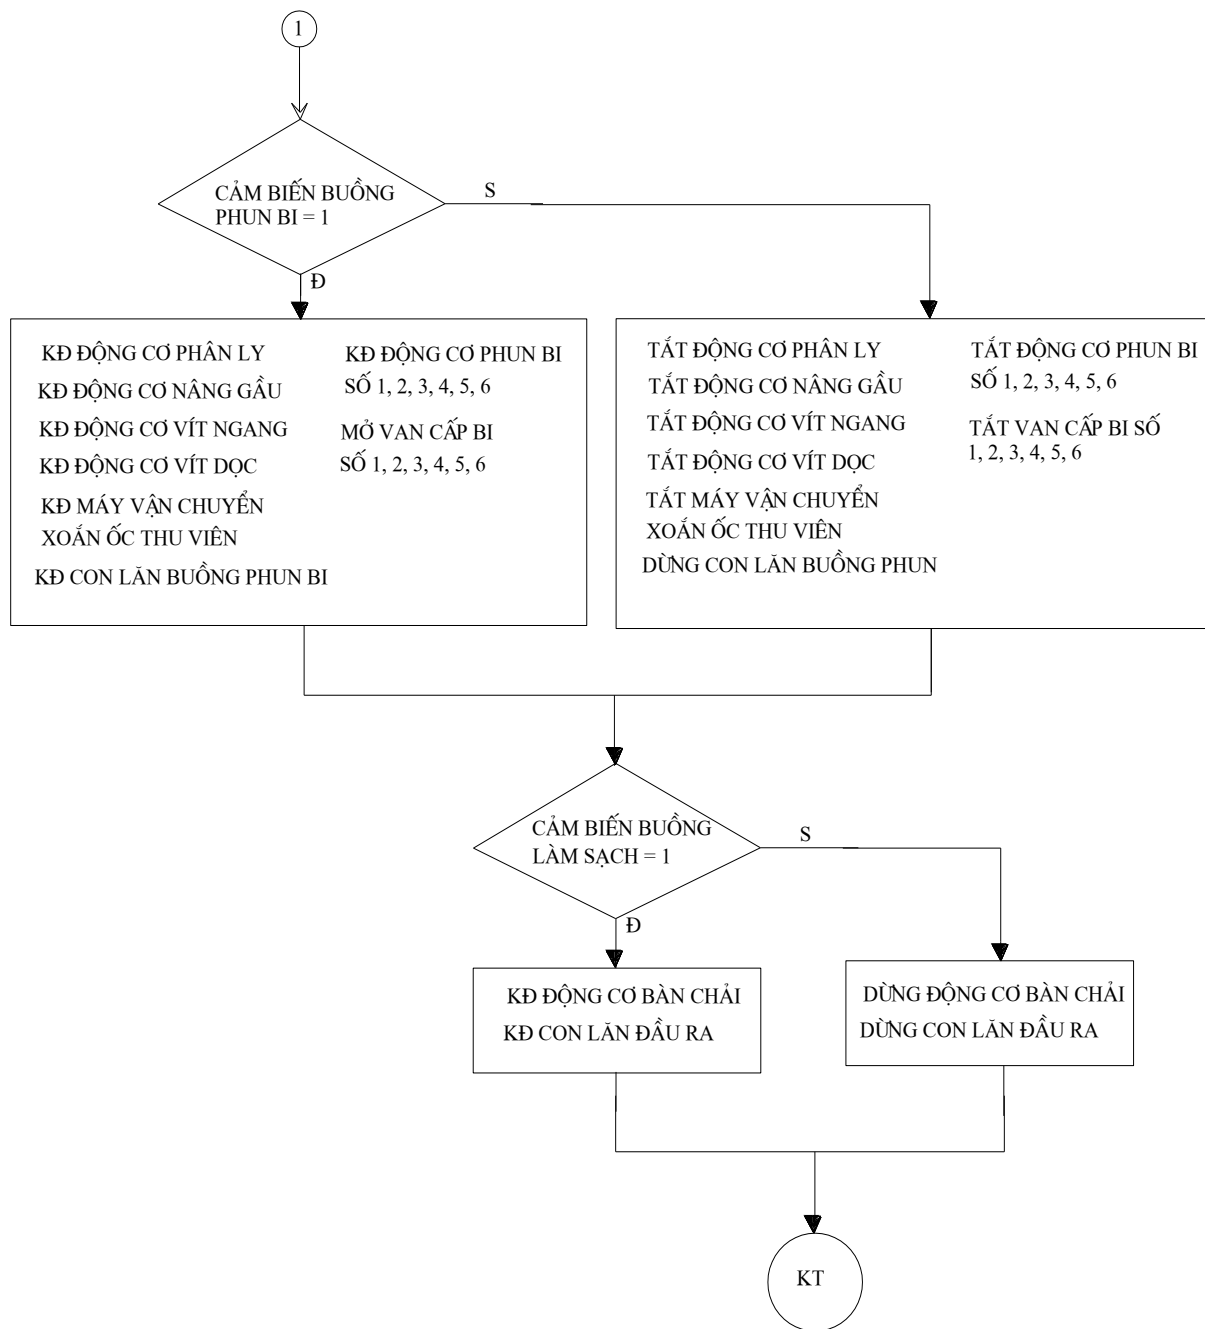 1
CẢM BIẾN BUỒNG
PHUN BI = 1
S
Đ
KĐ ĐỘNG CƠ PHÂN LY
KĐ ĐỘNG CƠ NÂNG GẦU
KĐ ĐỘNG CƠ VÍT NGANG
KĐ ĐỘNG CƠ VÍT DỌC
KĐ MÁY VẬN CHUYỂN
XOẮN ỐC THU VIÊN
KĐ CON LĂN BUỒNG PHUN BI
KĐ ĐỘNG CƠ PHUN BI
SỐ 1, 2, 3, 4, 5, 6
MỞ VAN CẤP BI
SỐ 1, 2, 3, 4, 5, 6
TẮT ĐỘNG CƠ PHÂN LY
TẮT ĐỘNG CƠ NÂNG GẦU
TẮT ĐỘNG CƠ VÍT NGANG
TẮT ĐỘNG CƠ VÍT DỌC
TẮT MÁY VẬN CHUYỂN
XOẮN ỐC THU VIÊN
DỪNG CON LĂN BUỒNG PHUN
TẮT ĐỘNG CƠ PHUN BI
SỐ 1, 2, 3, 4, 5, 6
TẮT VAN CẤP BI SỐ
1, 2, 3, 4, 5, 6
CẢM BIẾN BUỒNG
LÀM SẠCH = 1
S
Đ
KĐ ĐỘNG CƠ BÀN CHẢI
KĐ CON LĂN ĐẦU RA
DỪNG ĐỘNG CƠ BÀN CHẢI
DỪNG CON LĂN ĐẦU RA
KT